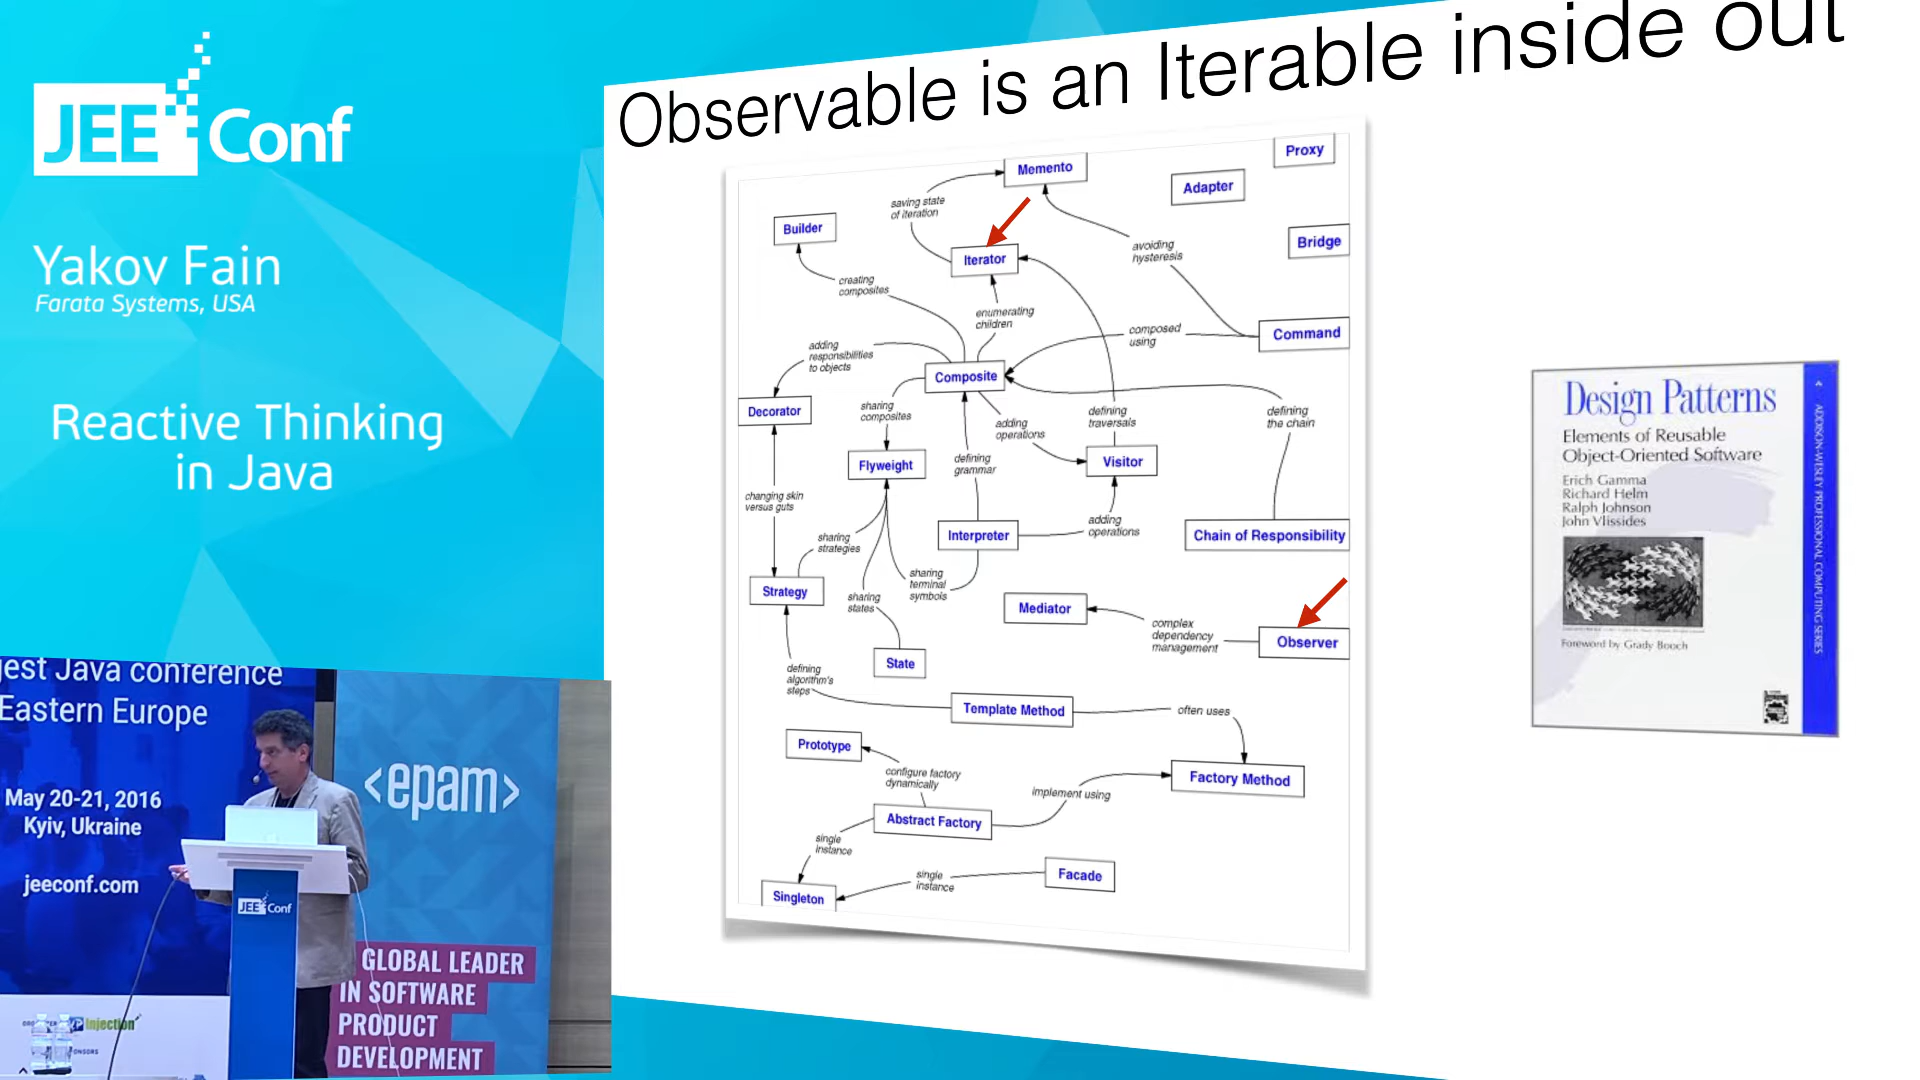 JEE Conf
Yakov Fain
Farata Systems, USA
Reactive Thinking
in Java
Observable is an Iterable inside out
Proxy
Memento
Adapter
saving state
of iteration
Builder
Bridge
avoiding
hysteresis
Iterator
creating
composites
enumerating
children
composed
using
Command
adding
responsibilities
to objects
Composite
Decorator
sharing
composites
adding
operations
defining
traversals
defining
the chain
Flyweight
defining
grammar
Visitor
changing skin
versus guts
sharing
strategies
Interpreter
adding
operations
Chain of Responsibility
Strategy
sharing
states
sharing
terminal
symbols
Mediator
complex
dependency
management
Observer
State
defining
algorithm's
steps
Template Method
often uses
Prototype
configure factory
dynamically
implement using
Factory Method
Abstract Factory
single
instance
Facade
single
instance
Singleton
Design Patterns
Elements of Reusable
Object-Oriented Software
Erich Gamma
Richard Helm
Ralph Johnson
John Vlissides
Foreword by Grady Booch
ADDISON-WESLEY PROFESSIONAL COMPUTING SERIES
gest Java conference
Eastern Europe
May 20-21, 2016
Kyiv, Ukraine
jeeconf.com
<epam>
JEE Conf
GLOBAL LEADER
IN SOFTWARE
PRODUCT
DEVELOPMENT
Injection